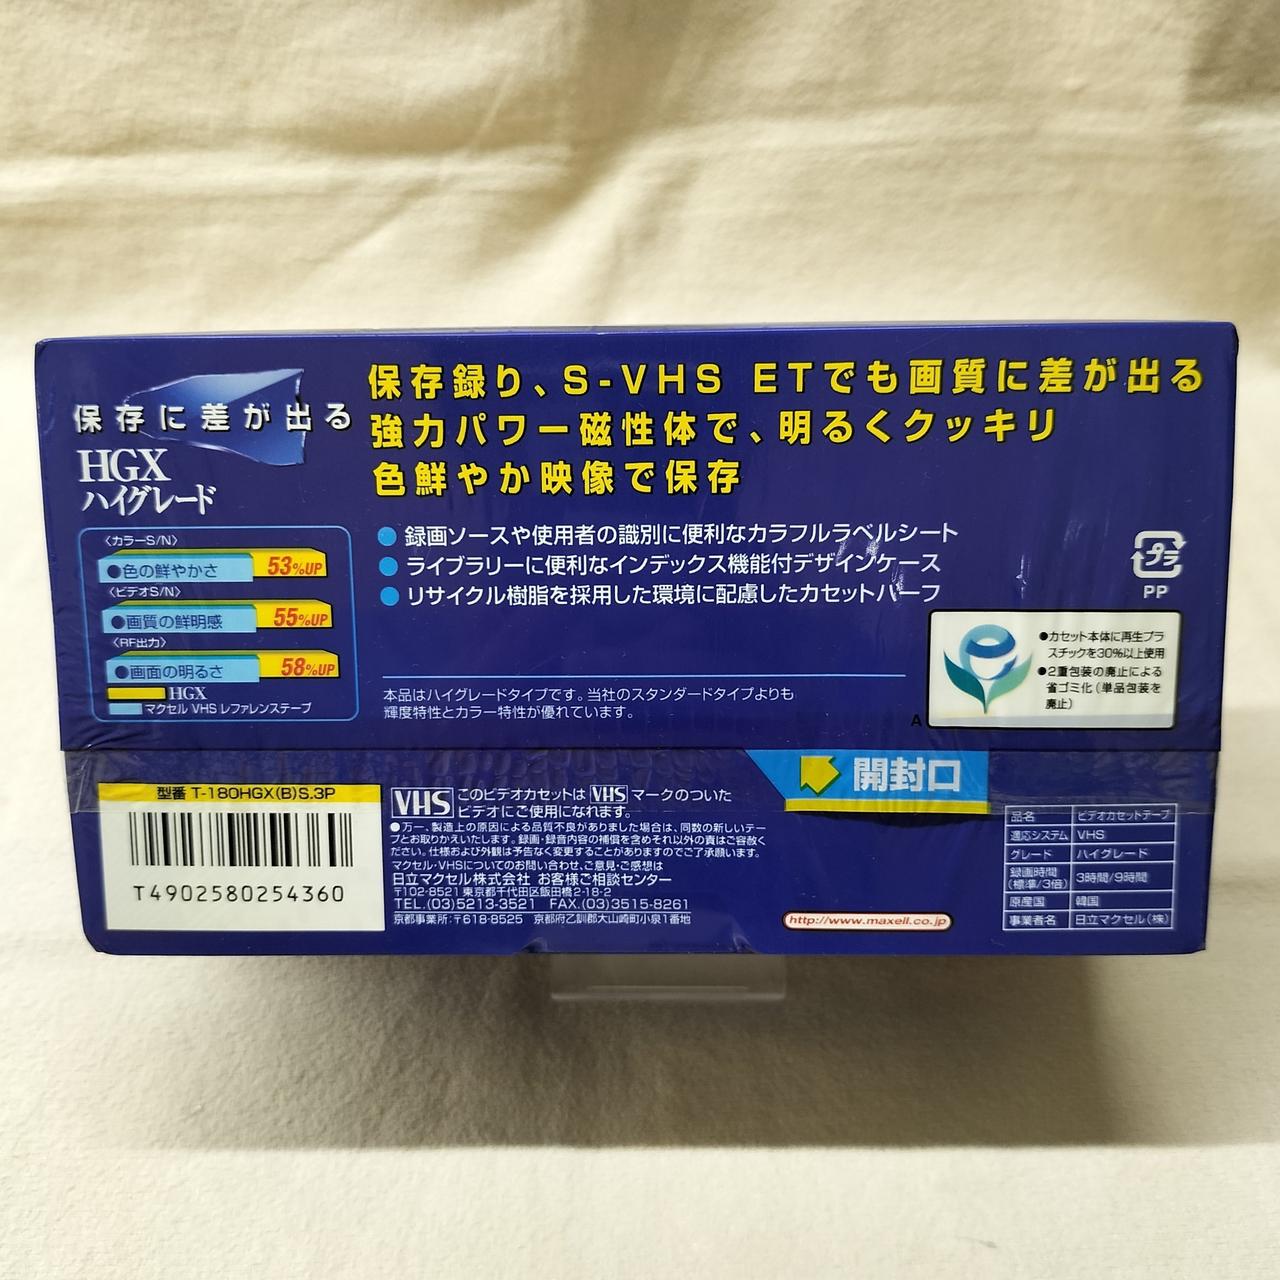 保存に差が出る
HGX
ハイグレード
保存録り、S-VHS ETでも画質に差が出る
強力パワー磁性体で、明るくクッキリ
色鮮やか映像で保存
●録画ソースや使用者の識別に便利なカラフルラベルシート
●ライブラリーに便利なインデックス機能付デザインケース
●リサイクル樹脂を採用した環境に配慮したカセットハーフ
〈カラーS/N〉
●色の鮮やかさ 53%UP
〈ビデオS/N〉
●画質の鮮明感 55%UP
〈RF出力〉
●画面の明るさ 58%UP
HGX
マクセル VHS レファレンステープ
本品はハイグレードタイプです。当社のスタンダードタイプよりも
輝度特性とカラー特性が優れています。
プラ
PP
●カセット本体に再生プラ
スチックを30%以上使用
●2重包装の廃止による
省ゴミ化(単品包装を
廃止)
A
開封口
型番 T-180HGX(B)S.3P
T4902580254360
VHS このビデオカセットは VHS マークのついた
ビデオにご使用になれます。
●万一、製造上の原因による品質不良がありました場合は、同数の新しいテー
プとお取りかえいたします。録画・録音内容の補償を含めそれ以外の責はご容赦く
ださい。仕様および外観は予告なく変更することがありますのでご了承願います。
マクセル・VHSについてのお問い合わせ、ご意見・ご感想は
日立マクセル株式会社 お客様ご相談センター
〒102-8521 東京都千代田区飯田橋2-18-2
TEL.(03)5213-3521 FAX.(03)3515-8261
京都事業所:〒618-8525 京都府乙訓郡大山崎町小泉1番地
http://www.maxell.co.jp
品名 ビデオカセットテープ
適応システム VHS
グレード ハイグレード
録画時間
(標準/3倍) 3時間/9時間
原産国 韓国
事業者名 日立マクセル(株)